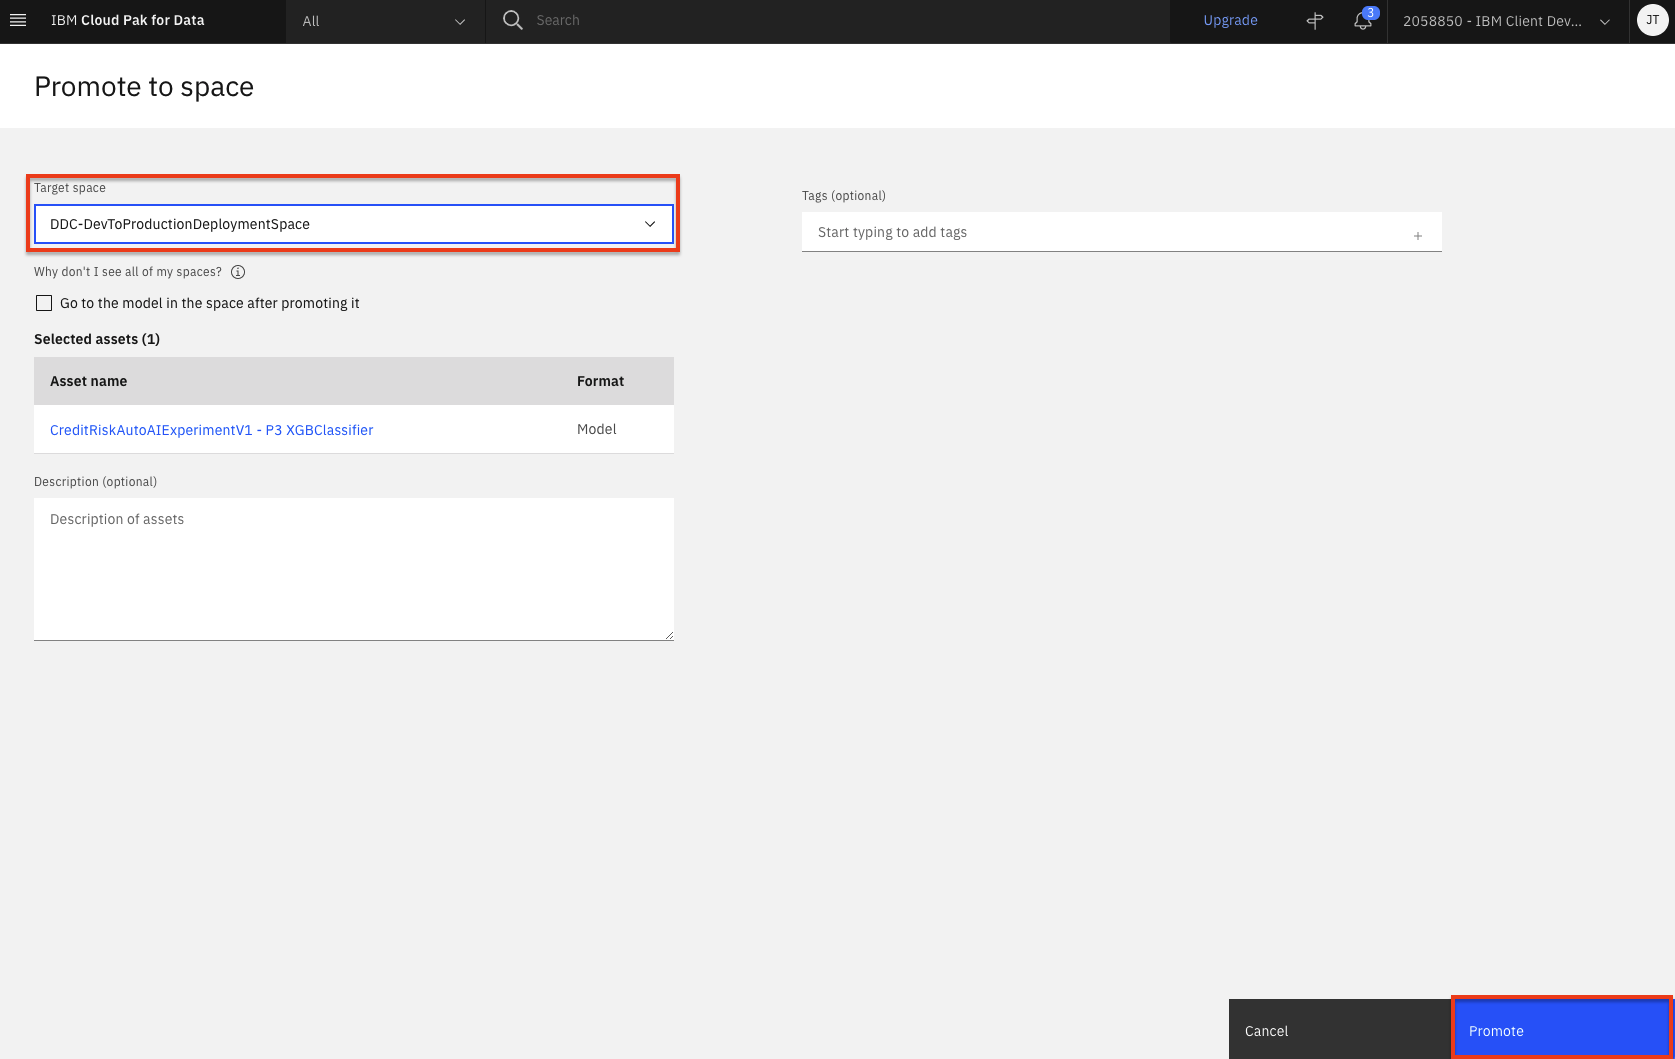 IBM Cloud Pak for Data
All
Search
Upgrade
3
2058850 - IBM Client Dev...
JT
Promote to space
Target space
DDC-DevToProductionDeploymentSpace
Why don't I see all of my spaces?
Go to the model in the space after promoting it
Selected assets (1)
Asset name Format
CreditRiskAutoAIExperimentV1 - P3 XGBClassifier Model
Description (optional)
Description of assets
Tags (optional)
Start typing to add tags
Cancel
Promote